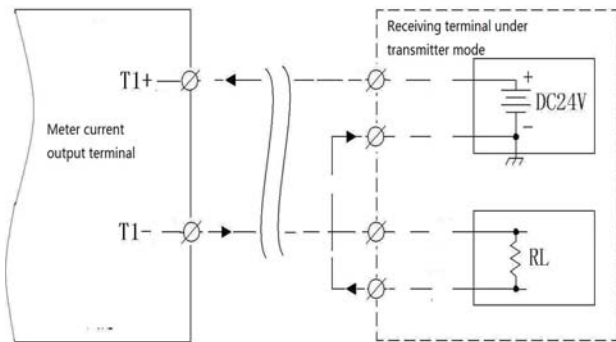 Receiving terminal under
transmitter mode
T1+
+
DC24V
-
Meter current
output terminal
T1-
RL